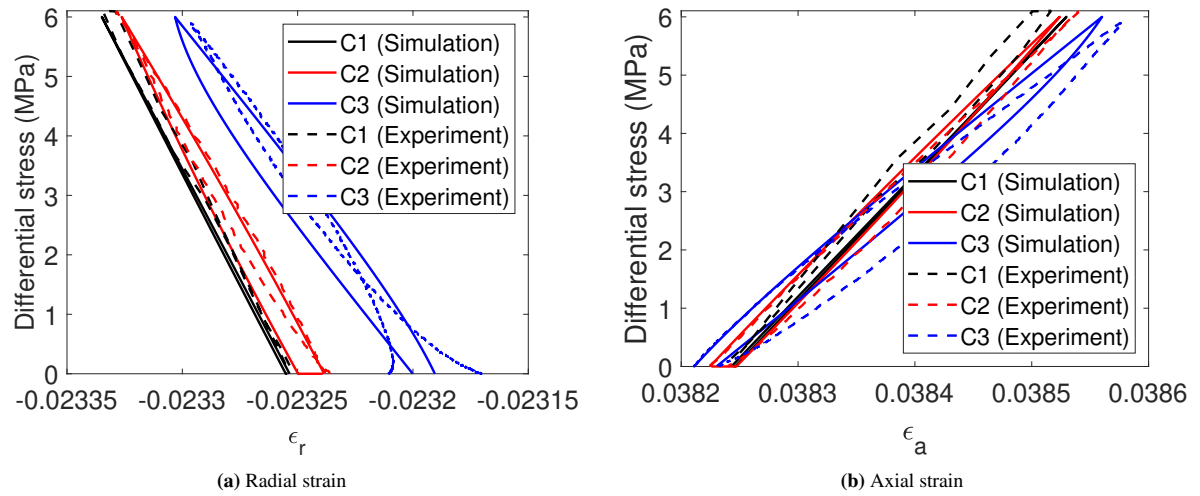 6
5
4
3
2
1
0
Differential stress (MPa)
C1 (Simulation)
C2 (Simulation)
C3 (Simulation)
C1 (Experiment)
C2 (Experiment)
C3 (Experiment)
-0.02335
-0.0233
-0.02325
-0.0232
-0.02315
ϵr
(a) Radial strain
6
5
4
3
2
1
0
Differential stress (MPa)
C1 (Simulation)
C2 (Simulation)
C3 (Simulation)
C1 (Experiment)
C2 (Experiment)
C3 (Experiment)
0.0382
0.0383
0.0384
0.0385
0.0386
ϵa
(b) Axial strain